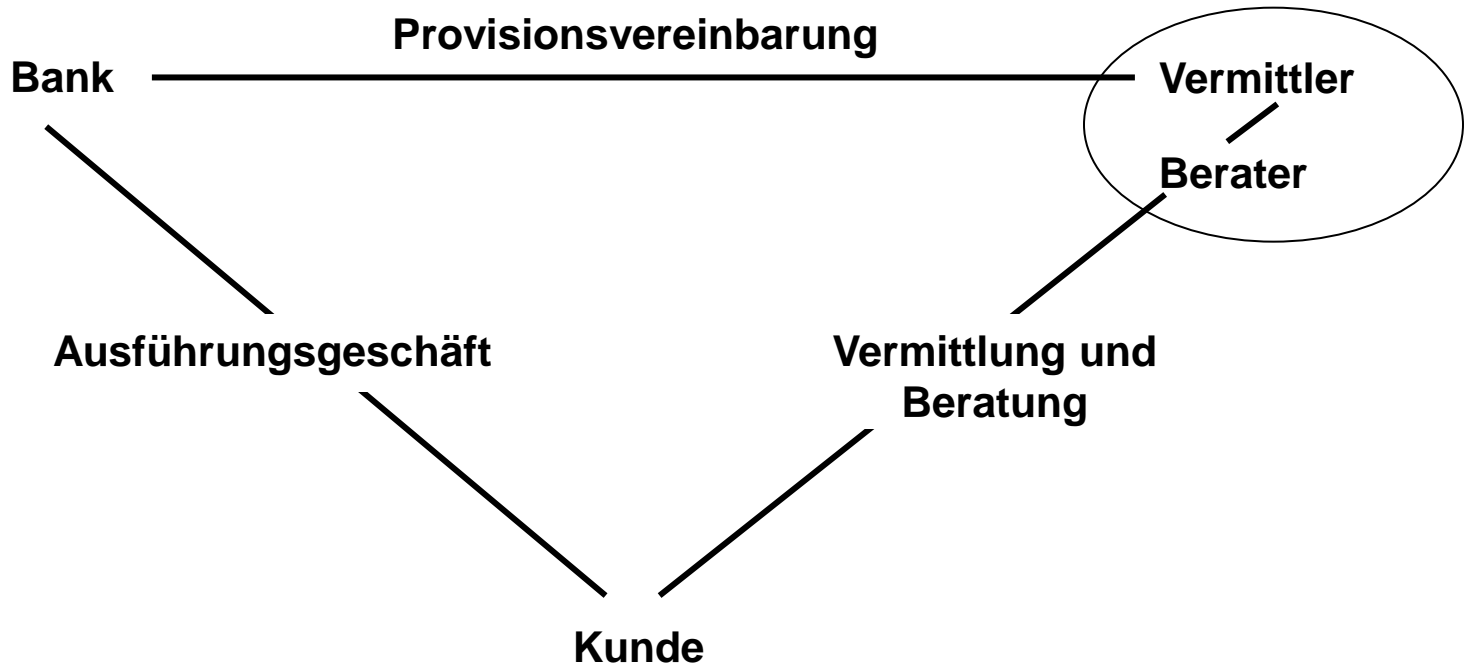 Provisionsvereinbarung
Bank
Vermittler
Berater
Ausführungsgeschäft
Vermittlung und
Beratung
Kunde